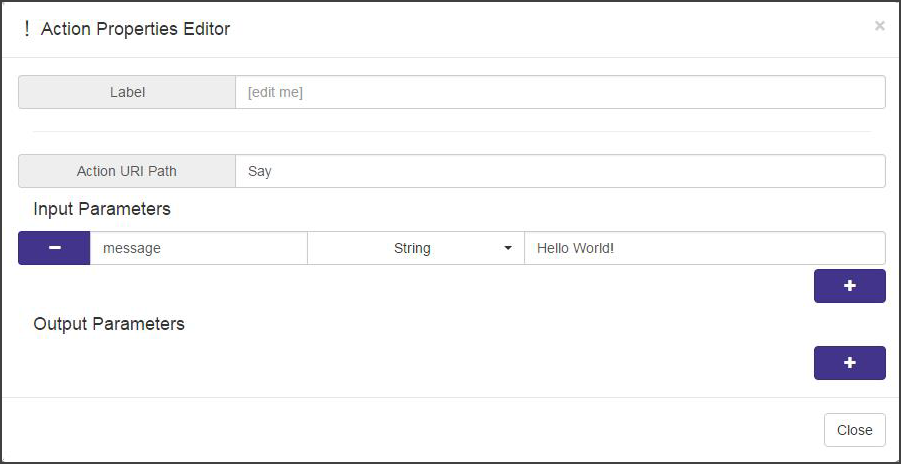 ! Action Properties Editor ×
Label [edit me]
Action URI Path Say
Input Parameters
message String Hello World!
+
Output Parameters
+
Close